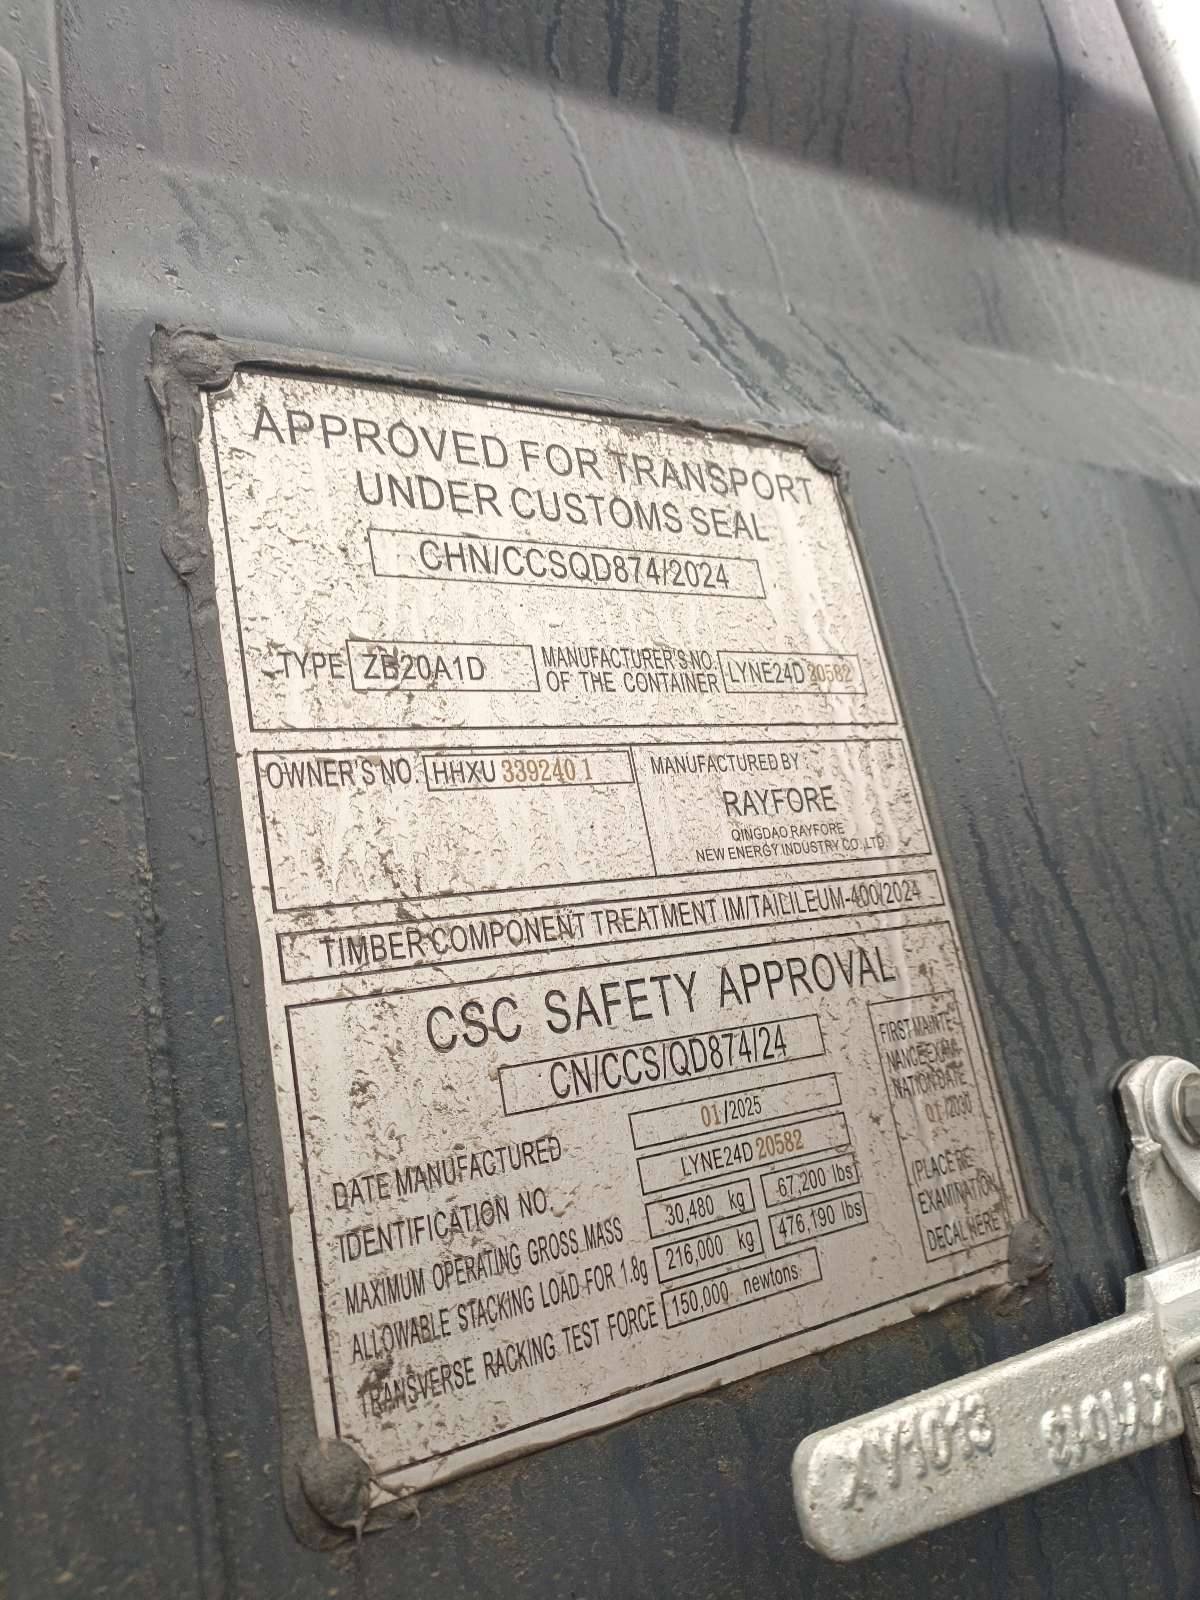 APPROVED FOR TRANSPORT
UNDER CUSTOMS SEAL
CHN/CCSQD874/2024
TYPE ZB20A1D MANUFACTURER'S NO. OF THE CONTAINER LYNE24D 20582
OWNER'S NO. HHXU 339240 1
MANUFACTURED BY:
RAYFORE
QINGDAO RAYFORE
NEW ENERGY INDUSTRY CO.,LTD
TIMBER COMPONENT TREATMENT IM/TAICILEUM-400/2024
CSC SAFETY APPROVAL
CN/CCS/QD874/24
DATE MANUFACTURED 01/2025
IDENTIFICATION NO. LYNE24D 20582
MAXIMUM OPERATING GROSS MASS 30,480 kg 67,200 lbs
ALLOWABLE STACKING LOAD FOR 1.8g 216,000 kg 476,190 lbs
TRANSVERSE RACKING TEST FORCE 150,000 newtons
FIRST MAINTE-
NANCE EXAMI-
NATION DATE
01/2030
(PLACE RE-
EXAMINATION
DECAL HERE)
XY1013 XY1013